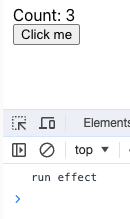 Count: 3
Click me
Elements
top
run effect